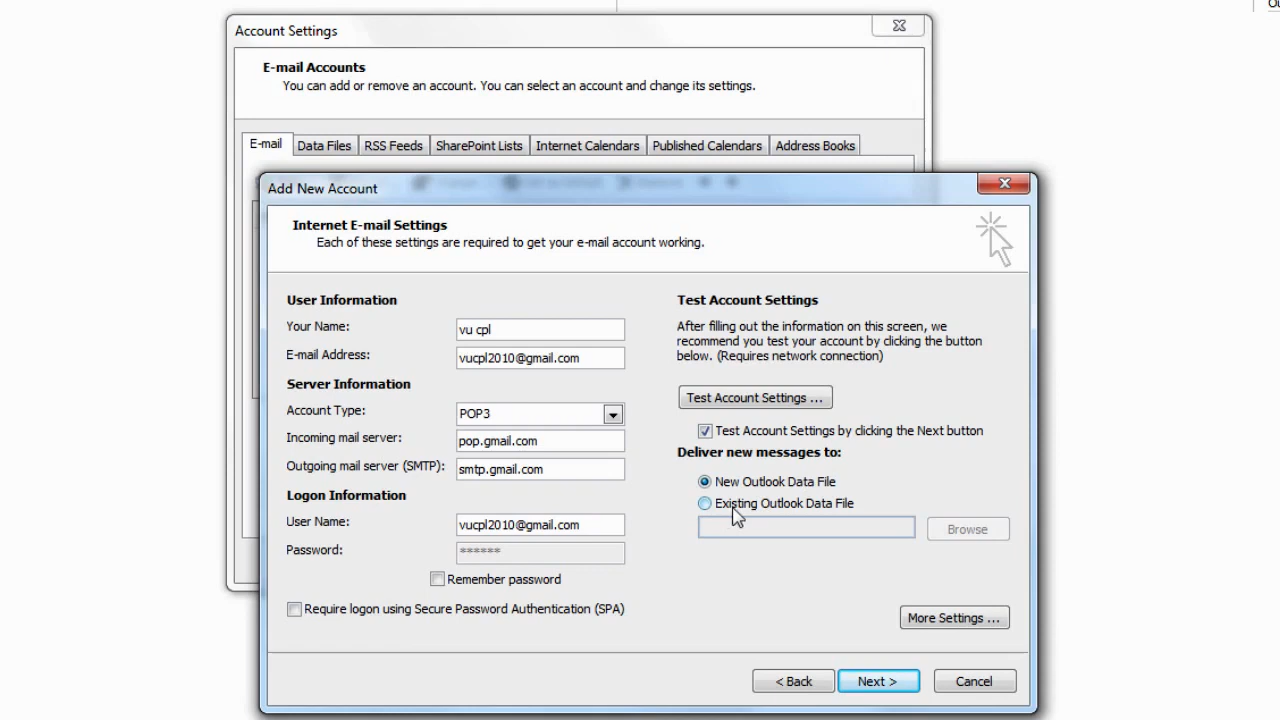 Account Settings
E-mail Accounts
You can add or remove an account. You can select an account and change its settings.
E-mail Data Files RSS Feeds SharePoint Lists Internet Calendars Published Calendars Address Books
Add New Account
Internet E-mail Settings
Each of these settings are required to get your e-mail account working.
User Information
Your Name: vu cpl
E-mail Address: vucpl2010@gmail.com
Server Information
Account Type: POP3
Incoming mail server: pop.gmail.com
Outgoing mail server (SMTP): smtp.gmail.com
Logon Information
User Name: vucpl2010@gmail.com
Password: ******
Remember password
Require logon using Secure Password Authentication (SPA)
Test Account Settings
After filling out the information on this screen, we
recommend you test your account by clicking the button
below. (Requires network connection)
Test Account Settings ...
Test Account Settings by clicking the Next button
Deliver new messages to:
New Outlook Data File
Existing Outlook Data File
Browse
More Settings ...
< Back Next > Cancel